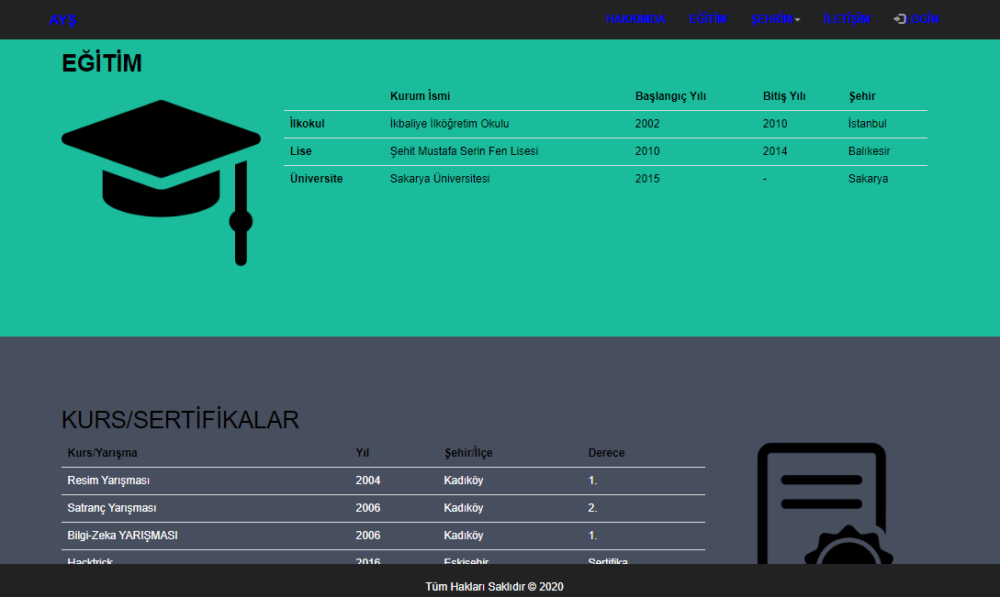 AYŞ HAKKIMDA EĞİTİM ŞEHRİM İLETİŞİM LOGIN
EĞİTİM
Kurum İsmi Başlangıç Yılı Bitiş Yılı Şehir
İlkokul İkbaliye İlköğretim Okulu 2002 2010 İstanbul
Lise Şehit Mustafa Serin Fen Lisesi 2010 2014 Balıkesir
Üniversite Sakarya Üniversitesi 2015 - Sakarya
KURS/SERTİFİKALAR
Kurs/Yarışma Yıl Şehir/İlçe Derece
Resim Yarışması 2004 Kadıköy 1.
Satranç Yarışması 2006 Kadıköy 2.
Bilgi-Zeka YARIŞMASI 2006 Kadıköy 1.
Hacktrick 2016 Eskişehir Sertifika
Tüm Hakları Saklıdır © 2020